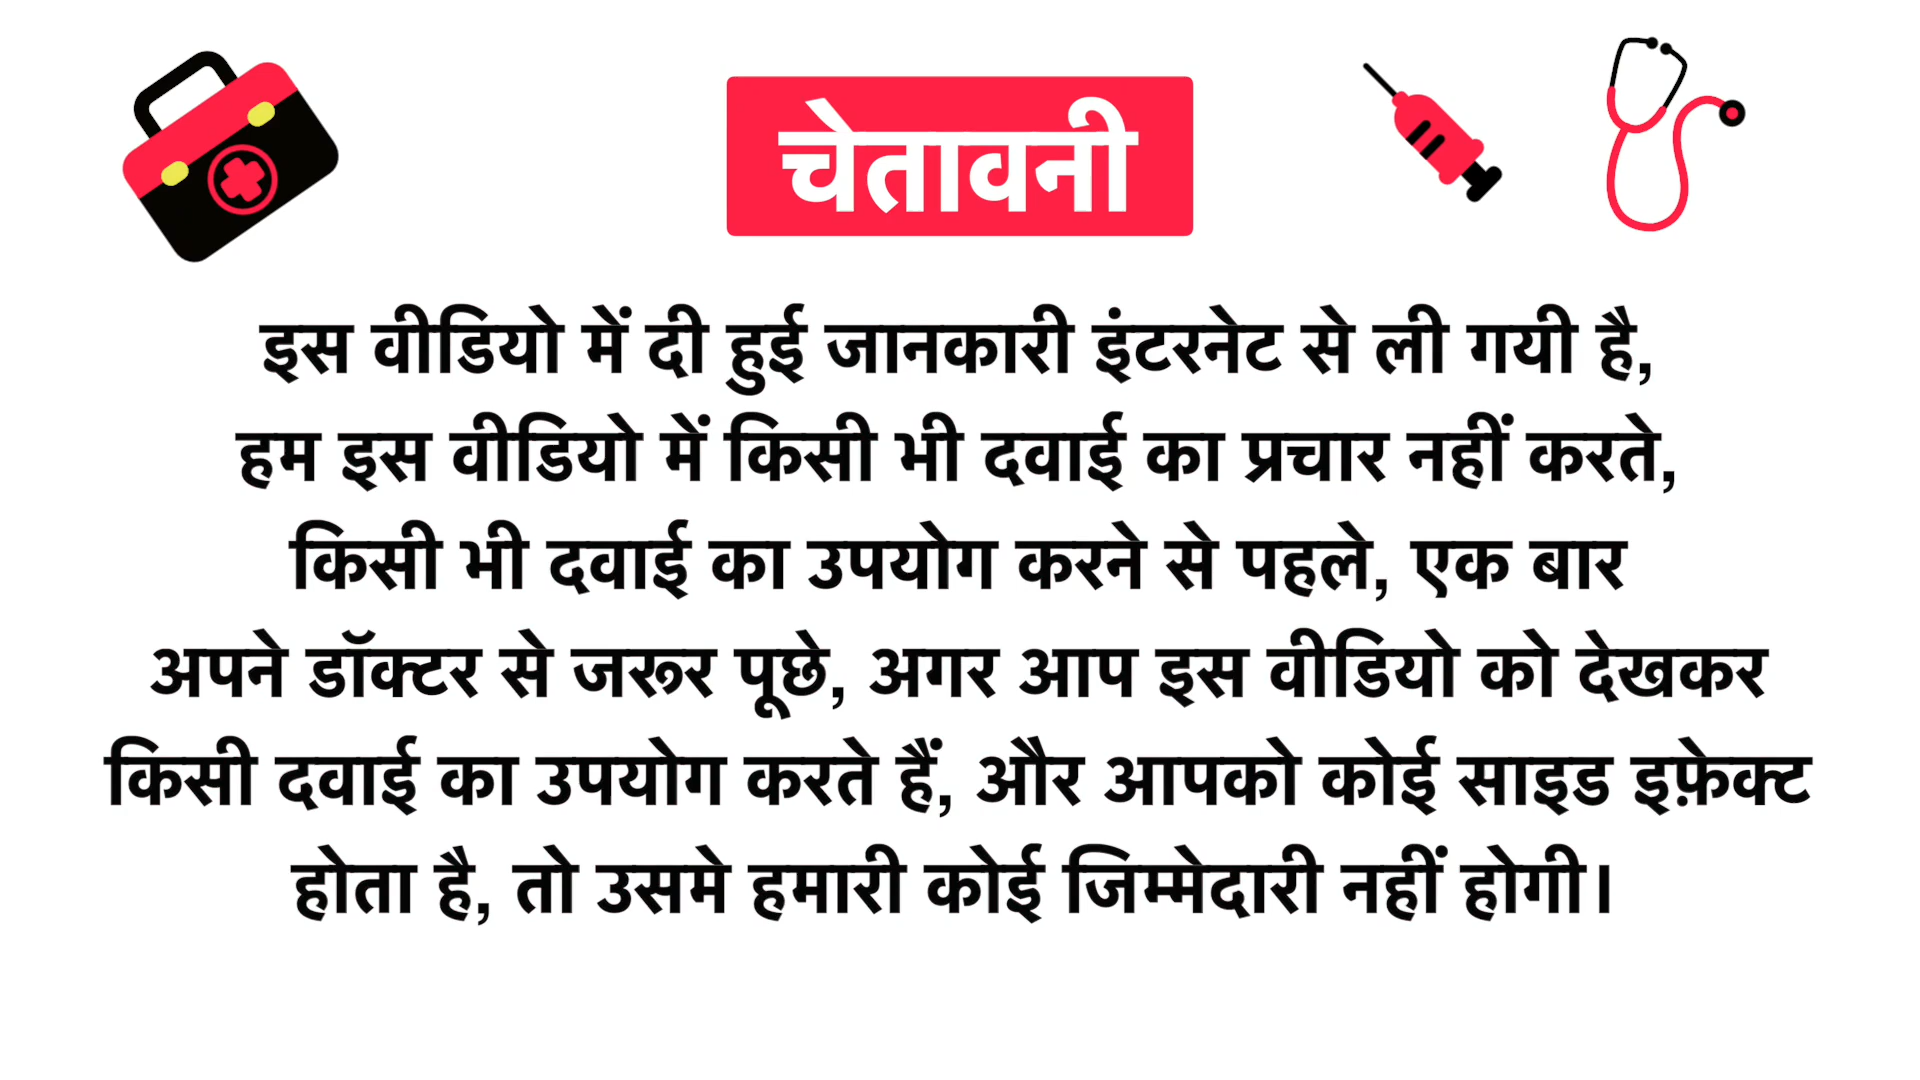 चेतावनी
इस वीडियो में दी हुई जानकारी इंटरनेट से ली गयी है,
हम इस वीडियो में किसी भी दवाई का प्रचार नहीं करते,
किसी भी दवाई का उपयोग करने से पहले, एक बार
अपने डॉक्टर से जरूर पूछे, अगर आप इस वीडियो को देखकर
किसी दवाई का उपयोग करते हैं, और आपको कोई साइड इफ़ेक्ट
होता है, तो उसमे हमारी कोई जिम्मेदारी नहीं होगी।